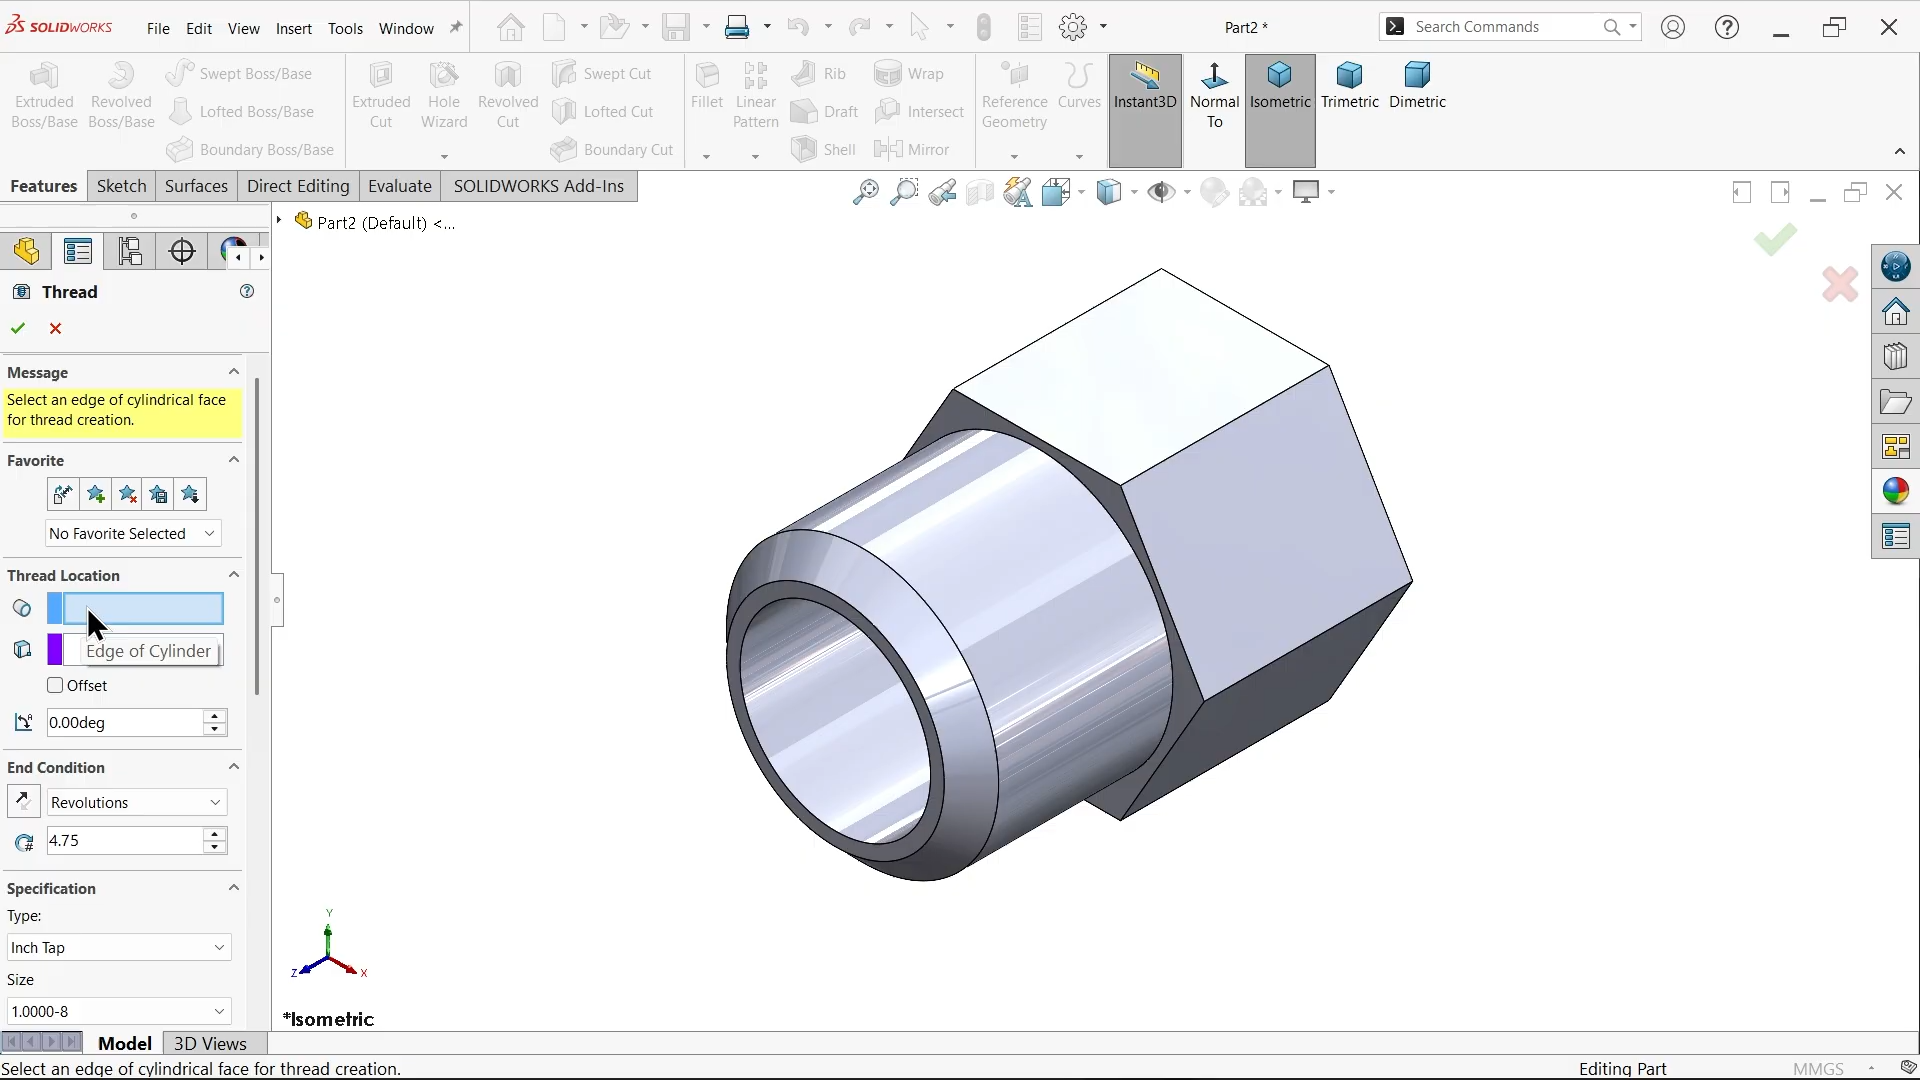 SOLIDWORKS
File
Edit
View
Insert
Tools
Window
Part2 *
Search Commands
Extruded
Boss/Base
Revolved
Boss/Base
Swept Boss/Base
Lofted Boss/Base
Boundary Boss/Base
Extruded
Cut
Hole
Wizard
Revolved
Cut
Swept Cut
Lofted Cut
Boundary Cut
Fillet
Linear
Pattern
Rib
Draft
Shell
Wrap
Intersect
Mirror
Reference
Geometry
Curves
Instant3D
Normal
To
Isometric
Trimetric
Dimetric
Features
Sketch
Surfaces
Direct Editing
Evaluate
SOLIDWORKS Add-Ins
Part2 (Default) <...
Thread
Message
Select an edge of cylindrical face
for thread creation.
Favorite
No Favorite Selected
Thread Location
Edge of Cylinder
Offset
0.00deg
End Condition
Revolutions
4.75
Specification
Type:
Inch Tap
Size
1.0000-8
Y
Z
X
*Isometric
Model
3D Views
Select an edge of cylindrical face for thread creation.
Editing Part
MMGS